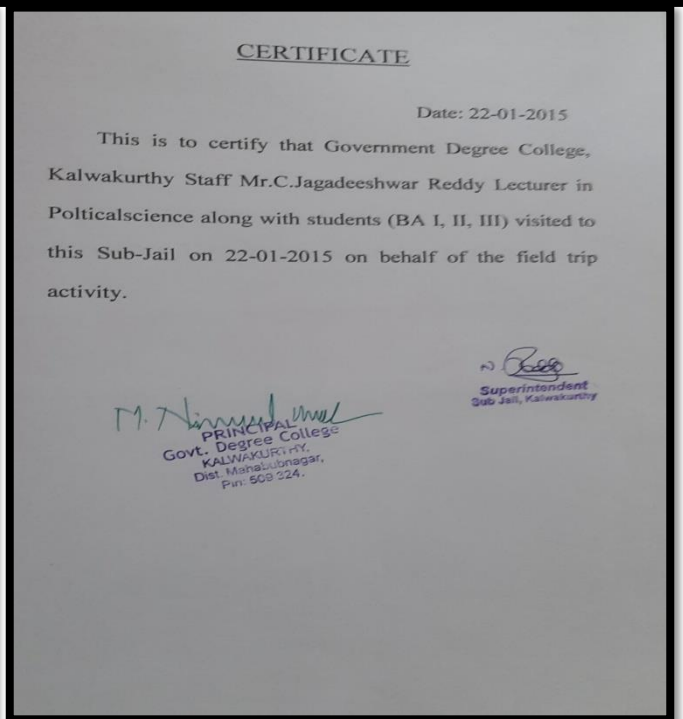 CERTIFICATE
Date: 22-01-2015
This is to certify that Government Degree College,
Kalwakurthy Staff Mr.C.Jagadeeshwar Reddy Lecturer in
Polticalscience along with students (BA I, II, III) visited to
this Sub-Jail on 22-01-2015 on behalf of the field trip
activity.
Superintendent
Sub Jail, Kalwakurthy
M.
PRINCIPAL
Govt. Degree College
KALWAKURTHY.
Dist. Mahabubnagar,
Pin: 509 324.